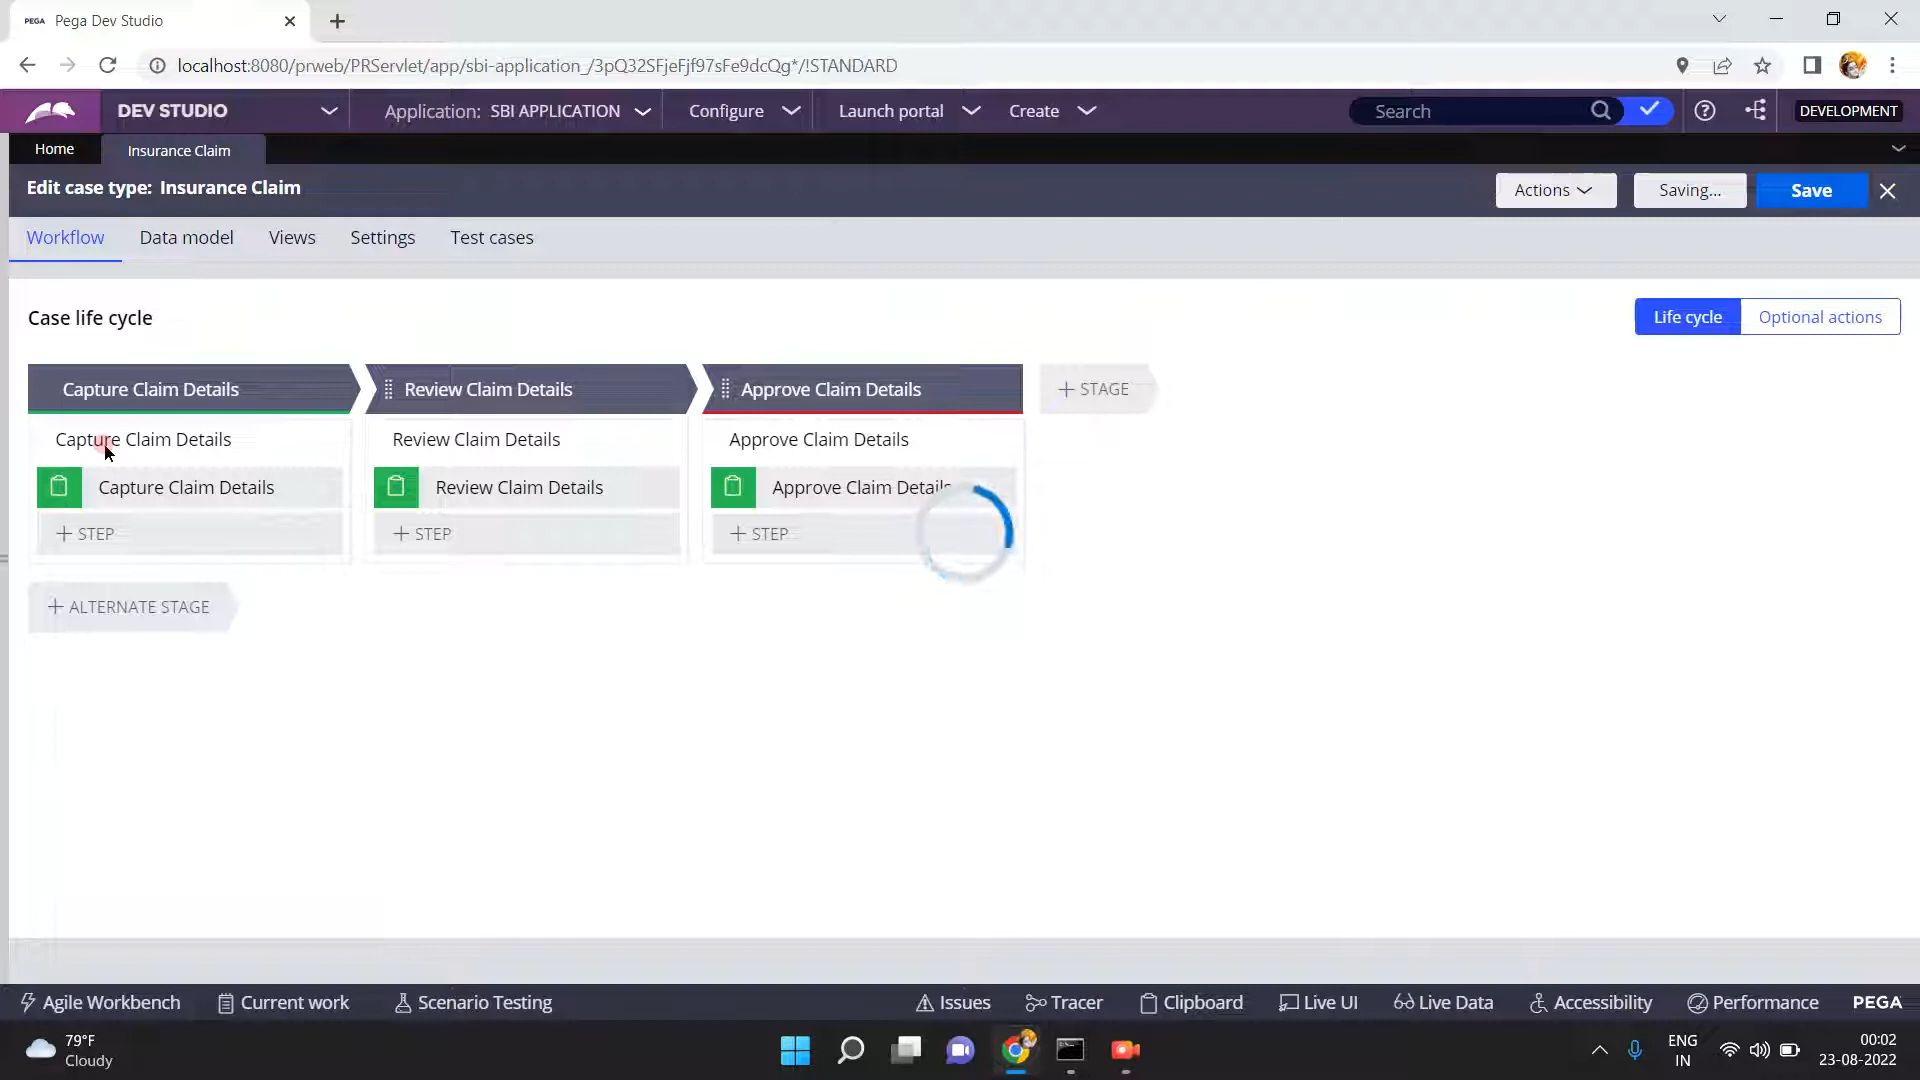 PEGA Pega Dev Studio
localhost:8080/prweb/PRServlet/app/sbi-application_/3pQ32SFjeFjf97sFe9dcQg*/!STANDARD
DEV STUDIO Application: SBI APPLICATION Configure Launch portal Create Search DEVELOPMENT
Home Insurance Claim
Edit case type: Insurance Claim Actions Saving... Save
Workflow Data model Views Settings Test cases
Case life cycle Life cycle Optional actions
Capture Claim Details Review Claim Details Approve Claim Details + STAGE
Capture Claim Details Review Claim Details Approve Claim Details
Capture Claim Details Review Claim Details Approve Claim Details
+ STEP + STEP + STEP
+ ALTERNATE STAGE
Agile Workbench Current work Scenario Testing Issues Tracer Clipboard Live UI Live Data Accessibility Performance PEGA
79°F ENG 00:02
Cloudy IN 23-08-2022